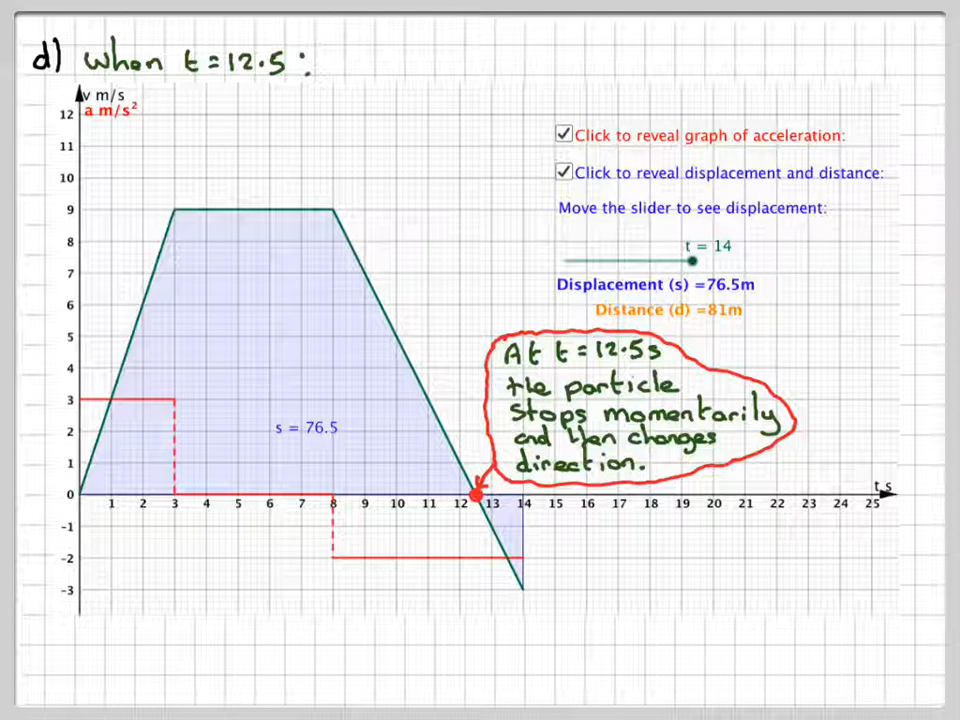 d) When t = 12.5 :
v m/s
a m/s²
12
11
10
9
8
7
6
5
4
3
2
1
0
-1
-2
-3
1 2 3 4 5 6 7 8 9 10 11 12 13 14 15 16 17 18 19 20 21 22 23 24 25
t s
s = 76.5
Click to reveal graph of acceleration:
Click to reveal displacement and distance:
Move the slider to see displacement:
t = 14
Displacement (s) =76.5m
Distance (d) =81m
At t = 12.5s
the particle
stops momentarily
and then changes
direction.